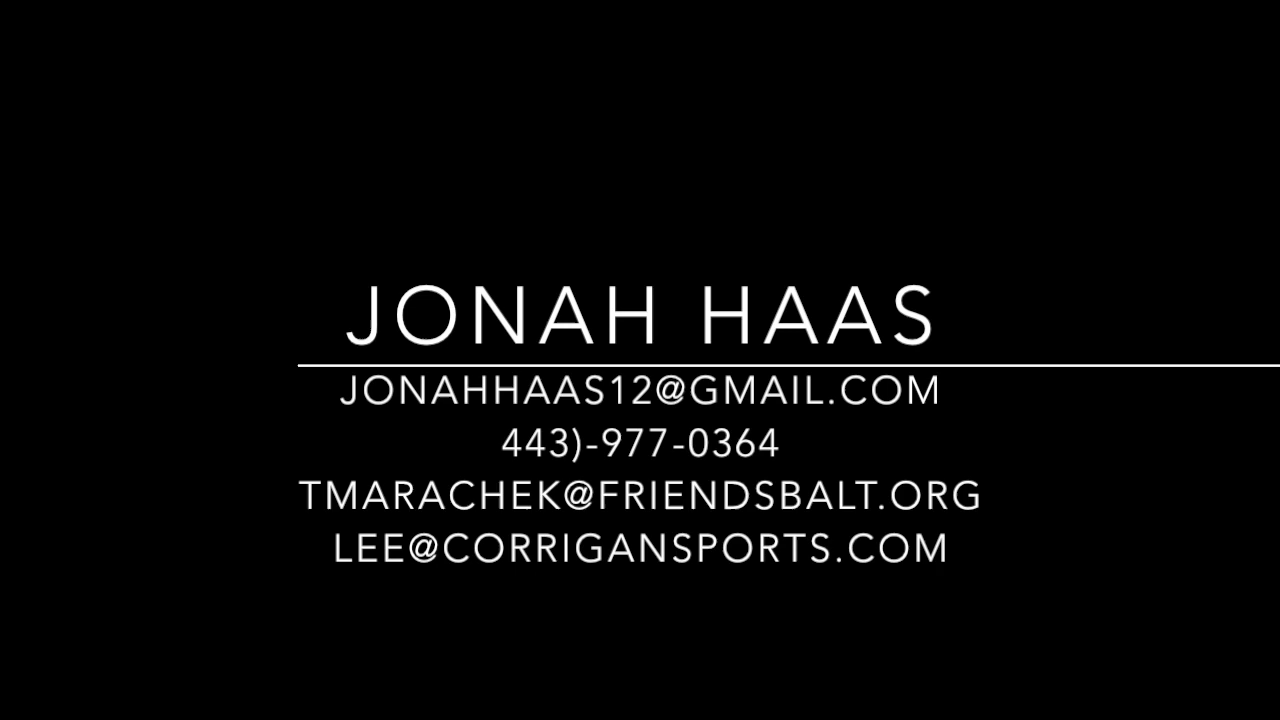 JONAH HAAS
JONAHHAAS12@GMAIL.COM
443)-977-0364
TMARACHEK@FRIENDSBALT.ORG
LEE@CORRIGANSPORTS.COM